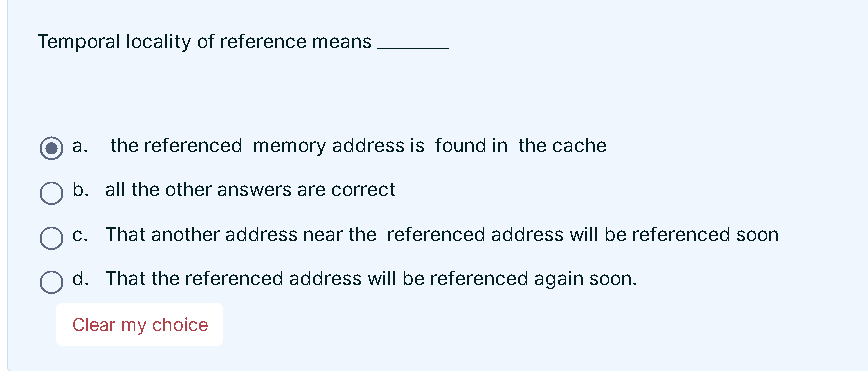 Temporal locality of reference means ______
a. the referenced memory address is found in the cache
b. all the other answers are correct
c. That another address near the referenced address will be referenced soon
d. That the referenced address will be referenced again soon.
Clear my choice